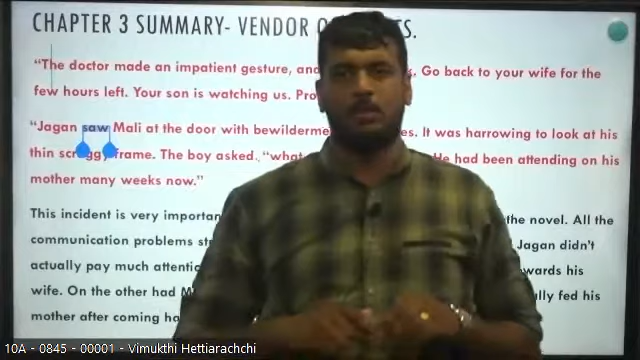 CHAPTER 3 SUMMARY- VENDOR O S.
"The doctor made an impatient gesture, and Go back to your wife for the
few hours left. Your son is watching us. Pro
"Jagan saw Mali at the door with bewilderme es. It was harrowing to look at his
thin scraggy frame. The boy asked, "what He had been attending on his
mother many weeks now."
This incident is very importan the novel. All the
communication problems st Jagan didn't
actually pay much attentic wards his
wife. On the other had M lly fed his
mother after coming ho
10A - 0845 - 00001 - Vimukthi Hettiarachchi